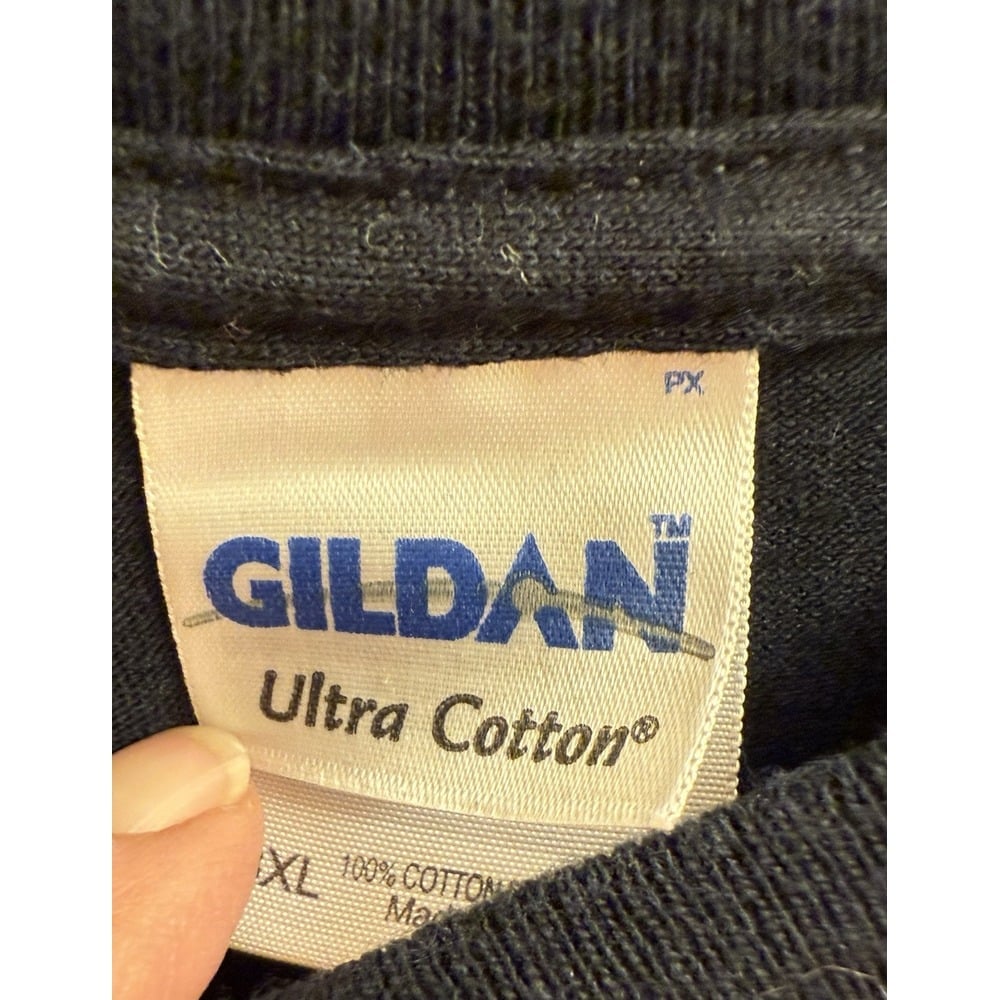 PX
GILDAN™
Ultra Cotton®
XL 100% COTTON